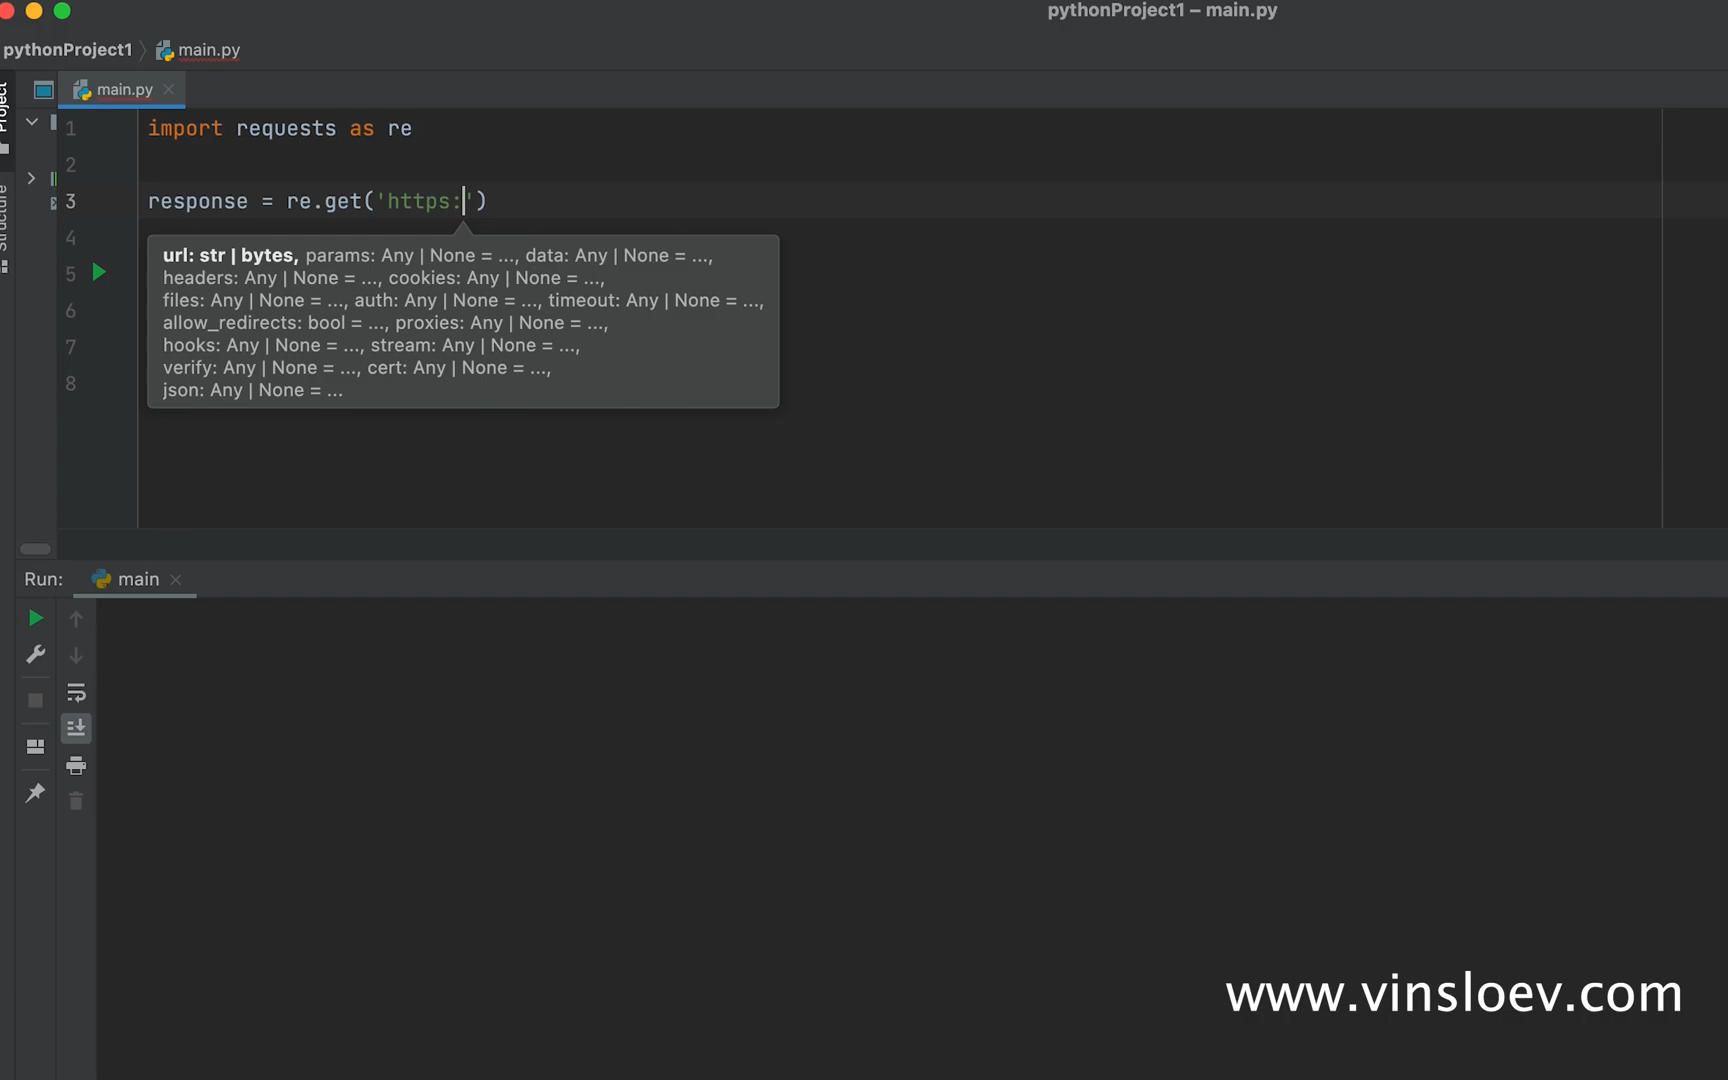 pythonProject1 – main.py
pythonProject1
main.py
main.py
Project
Structure
1 import requests as re
2
3 response = re.get('https:')
4
5
6
7
8
url: str | bytes, params: Any | None = ..., data: Any | None = ...,
headers: Any | None = ..., cookies: Any | None = ...,
files: Any | None = ..., auth: Any | None = ..., timeout: Any | None = ...,
allow_redirects: bool = ..., proxies: Any | None = ...,
hooks: Any | None = ..., stream: Any | None = ...,
verify: Any | None = ..., cert: Any | None = ...,
json: Any | None = ...
Run: main
www.vinsloev.com